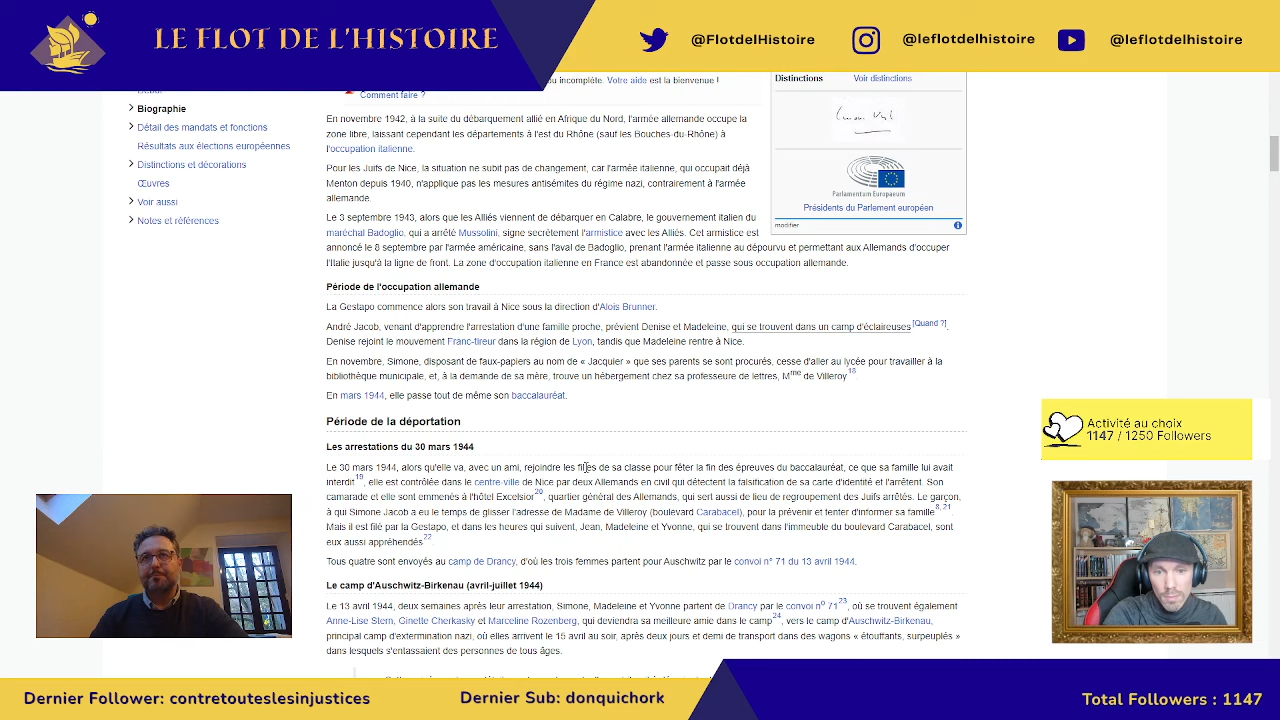 LE FLOT DE L'HISTOIRE
@FlotdelHistoire
@leflotdelhistoire
@leflotdelhistoire
ou incomplète. Votre aide est la bienvenue !
Comment faire ?
Début
Biographie
Détail des mandats et fonctions
Résultats aux élections européennes
Distinctions et décorations
Œuvres
Voir aussi
Notes et références
Distinctions Voir distinctions
Parlamentum Europaeum
Présidents du Parlement européen
modifier
En novembre 1942, à la suite du débarquement allié en Afrique du Nord, l'armée allemande occupe la
zone libre, laissant cependant les départements à l'est du Rhône (sauf les Bouches-du-Rhône) à
l'occupation italienne.
Pour les Juifs de Nice, la situation ne subit pas de changement, car l'armée italienne, qui occupait déjà
Menton depuis 1940, n'applique pas les mesures antisémites du régime nazi, contrairement à l'armée
allemande.
Le 3 septembre 1943, alors que les Alliés viennent de débarquer en Calabre, le gouvernement italien du
maréchal Badoglio, qui a arrêté Mussolini, signe secrètement l'armistice avec les Alliés. Cet armistice est
annoncé le 8 septembre par l'armée américaine, sans l'aval de Badoglio, prenant l'armée italienne au dépourvu et permettant aux Allemands d'occuper
l'Italie jusqu'à la ligne de front. La zone d'occupation italienne en France est abandonnée et passe sous occupation allemande.
Période de l'occupation allemande
La Gestapo commence alors son travail à Nice sous la direction d'Alois Brunner.
André Jacob, venant d'apprendre l'arrestation d'une famille proche, prévient Denise et Madeleine, qui se trouvent dans un camp d'éclaireuses[Quand ?].
Denise rejoint le mouvement Franc-tireur dans la région de Lyon, tandis que Madeleine rentre à Nice.
En novembre, Simone, disposant de faux-papiers au nom de « Jacquier » que ses parents se sont procurés, cesse d'aller au lycée pour travailler à la
bibliothèque municipale, et, à la demande de sa mère, trouve un hébergement chez sa professeure de lettres, Mme de Villeroy18.
En mars 1944, elle passe tout de même son baccalauréat.
Période de la déportation
Les arrestations du 30 mars 1944
Le 30 mars 1944, alors qu'elle va, avec un ami, rejoindre les filles de sa classe pour fêter la fin des épreuves du baccalauréat, ce que sa famille lui avait
interdit19, elle est contrôlée dans le centre-ville de Nice par deux Allemands en civil qui détectent la falsification de sa carte d'identité et l'arrêtent. Son
camarade et elle sont emmenés à l'hôtel Excelsior20, quartier général des Allemands, qui sert aussi de lieu de regroupement des Juifs arrêtés. Le garçon,
à qui Simone Jacob a eu le temps de glisser l'adresse de Madame de Villeroy (boulevard Carabacel), pour la prévenir et tenter d'informer sa famille8, 21.
Mais il est filé par la Gestapo, et dans les heures qui suivent, Jean, Madeleine et Yvonne, qui se trouvent dans l'immeuble du boulevard Carabacel, sont
eux aussi appréhendés22.
Tous quatre sont envoyés au camp de Drancy, d'où les trois femmes partent pour Auschwitz par le convoi n° 71 du 13 avril 1944.
Le camp d'Auschwitz-Birkenau (avril-juillet 1944)
Le 13 avril 1944, deux semaines après leur arrestation, Simone, Madeleine et Yvonne partent de Drancy par le convoi no 7123, où se trouvent également
Anne-Lise Stern, Ginette Cherkasky et Marceline Rozenberg, qui deviendra sa meilleure amie dans le camp24, vers le camp d'Auschwitz-Birkenau,
principal camp d'extermination nazi, où elles arrivent le 15 avril au soir, après deux jours et demi de transport dans des wagons « étouffants, surpeuplés »
dans lesquels s'entassaient des personnes de tous âges.
Activité au choix
1147 / 1250 Followers
Dernier Follower: contretouteslesinjustices
Dernier Sub: donquichork
Total Followers : 1147